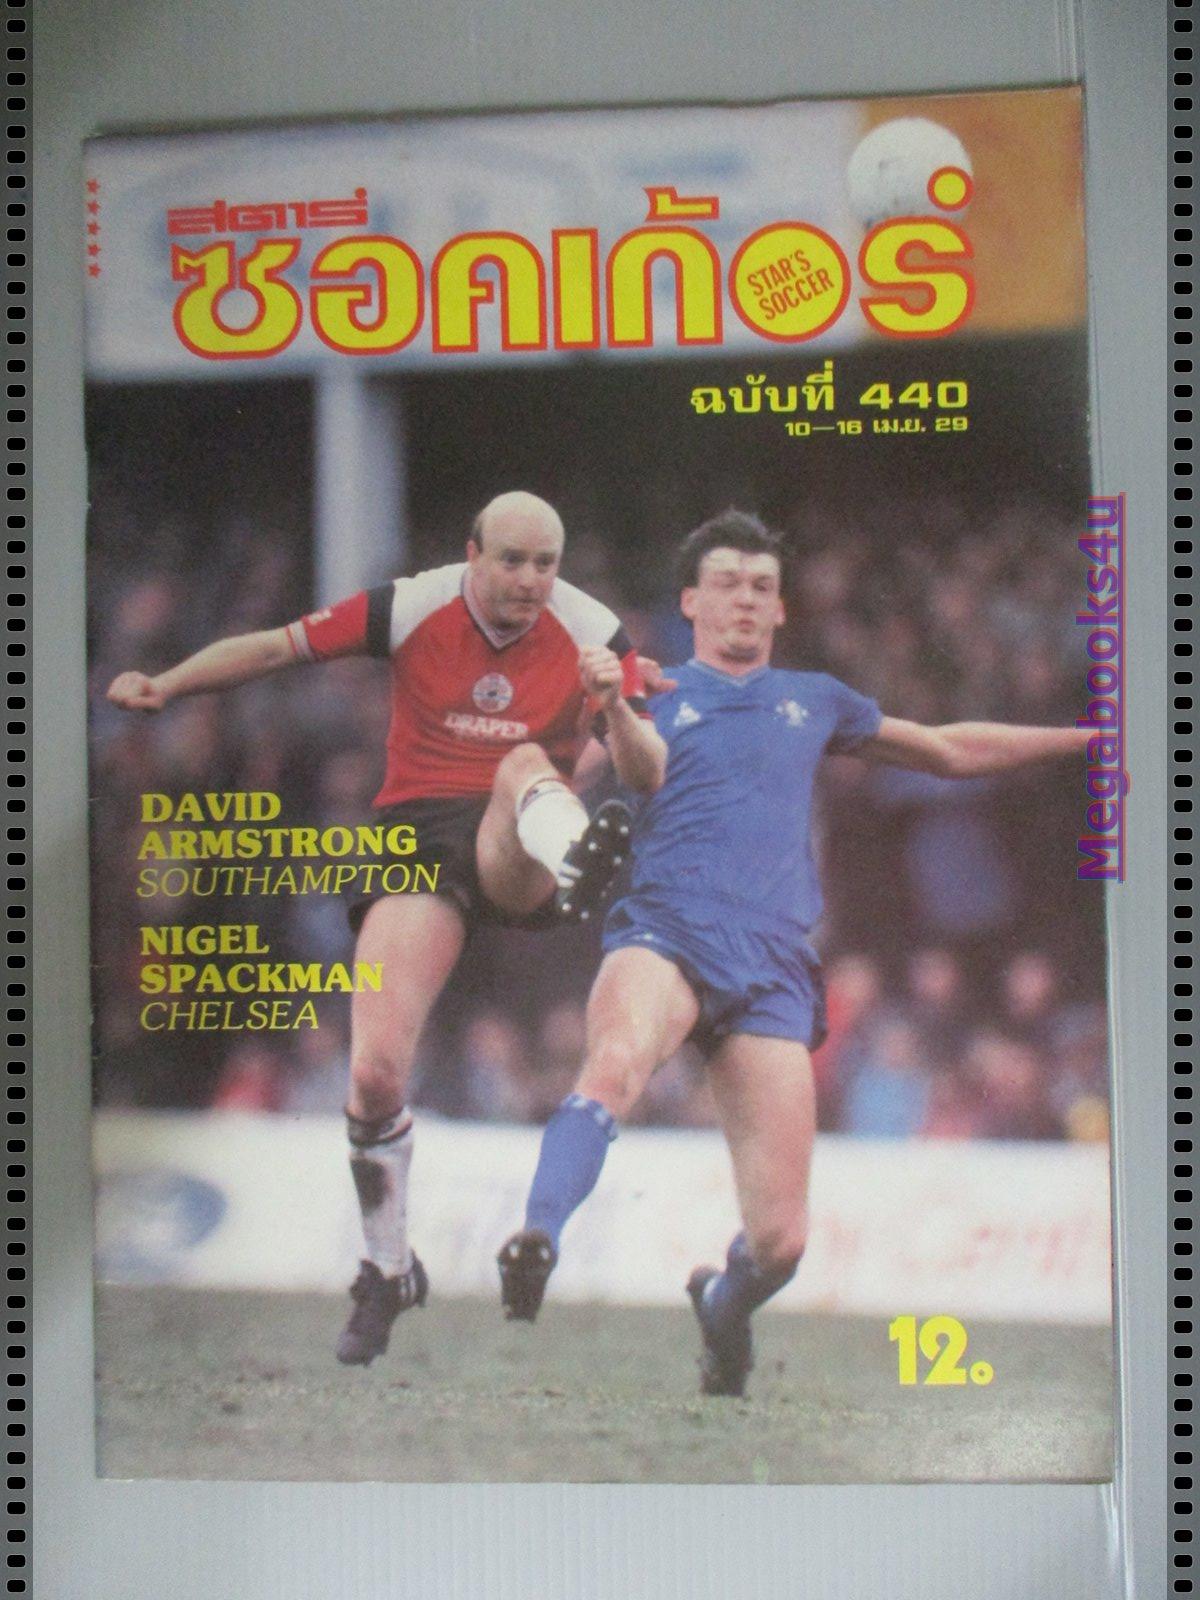 สตาร์
ซอคเก้อร์
STAR'S
SOCCER
ฉบับที่ 440
10-16 เม.ย. 29
DRAPER
DAVID
ARMSTRONG
SOUTHAMPTON
NIGEL
SPACKMAN
CHELSEA
12.
Megabooks4u